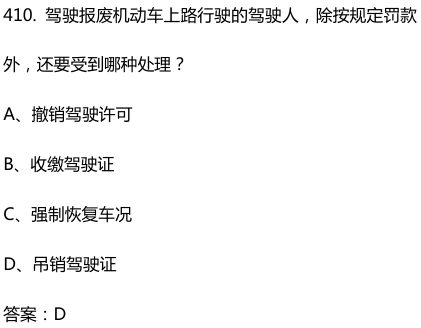 410. 驾驶报废机动车上路行驶的驾驶人，除按规定罚款
外，还要受到哪种处理？
A、撤销驾驶许可
B、收缴驾驶证
C、强制恢复车况
D、吊销驾驶证
答案：D